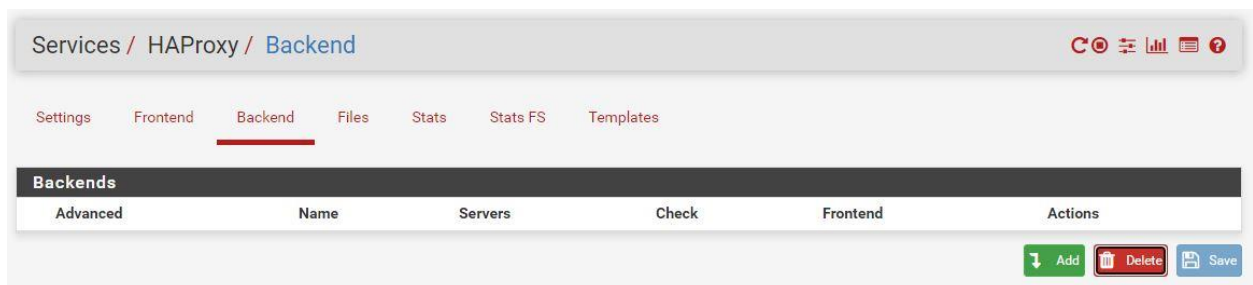 Services / HAProxy / Backend
Settings Frontend Backend Files Stats Stats FS Templates
Backends
Advanced Name Servers Check Frontend Actions
Add Delete Save